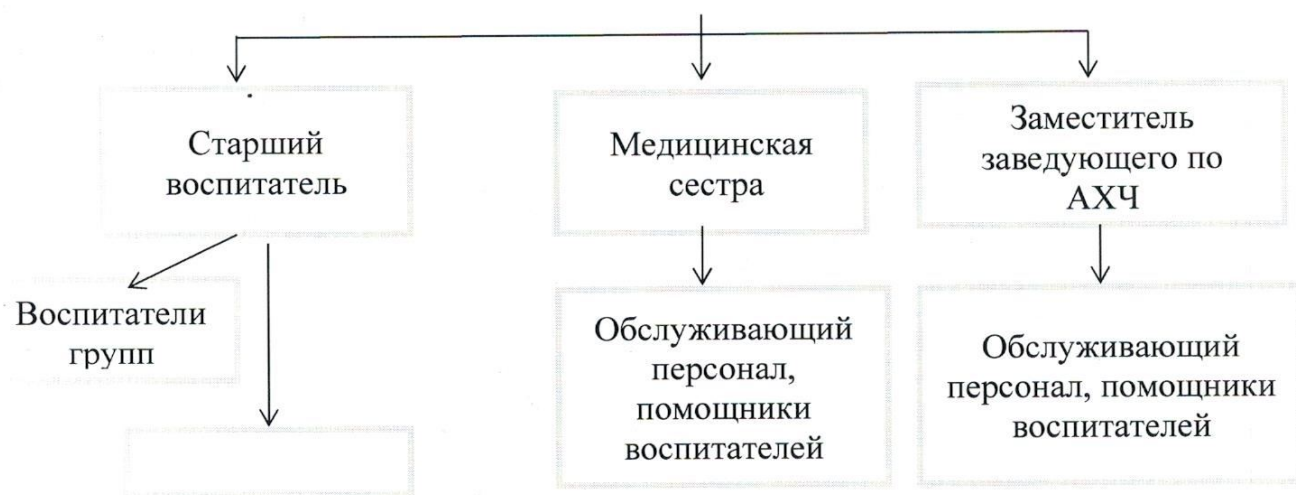 Старший
воспитатель
Медицинская
сестра
Заместитель
заведующего по
АХЧ
Воспитатели
групп
Обслуживающий
персонал,
помощники
воспитателей
Обслуживающий
персонал, помощники
воспитателей